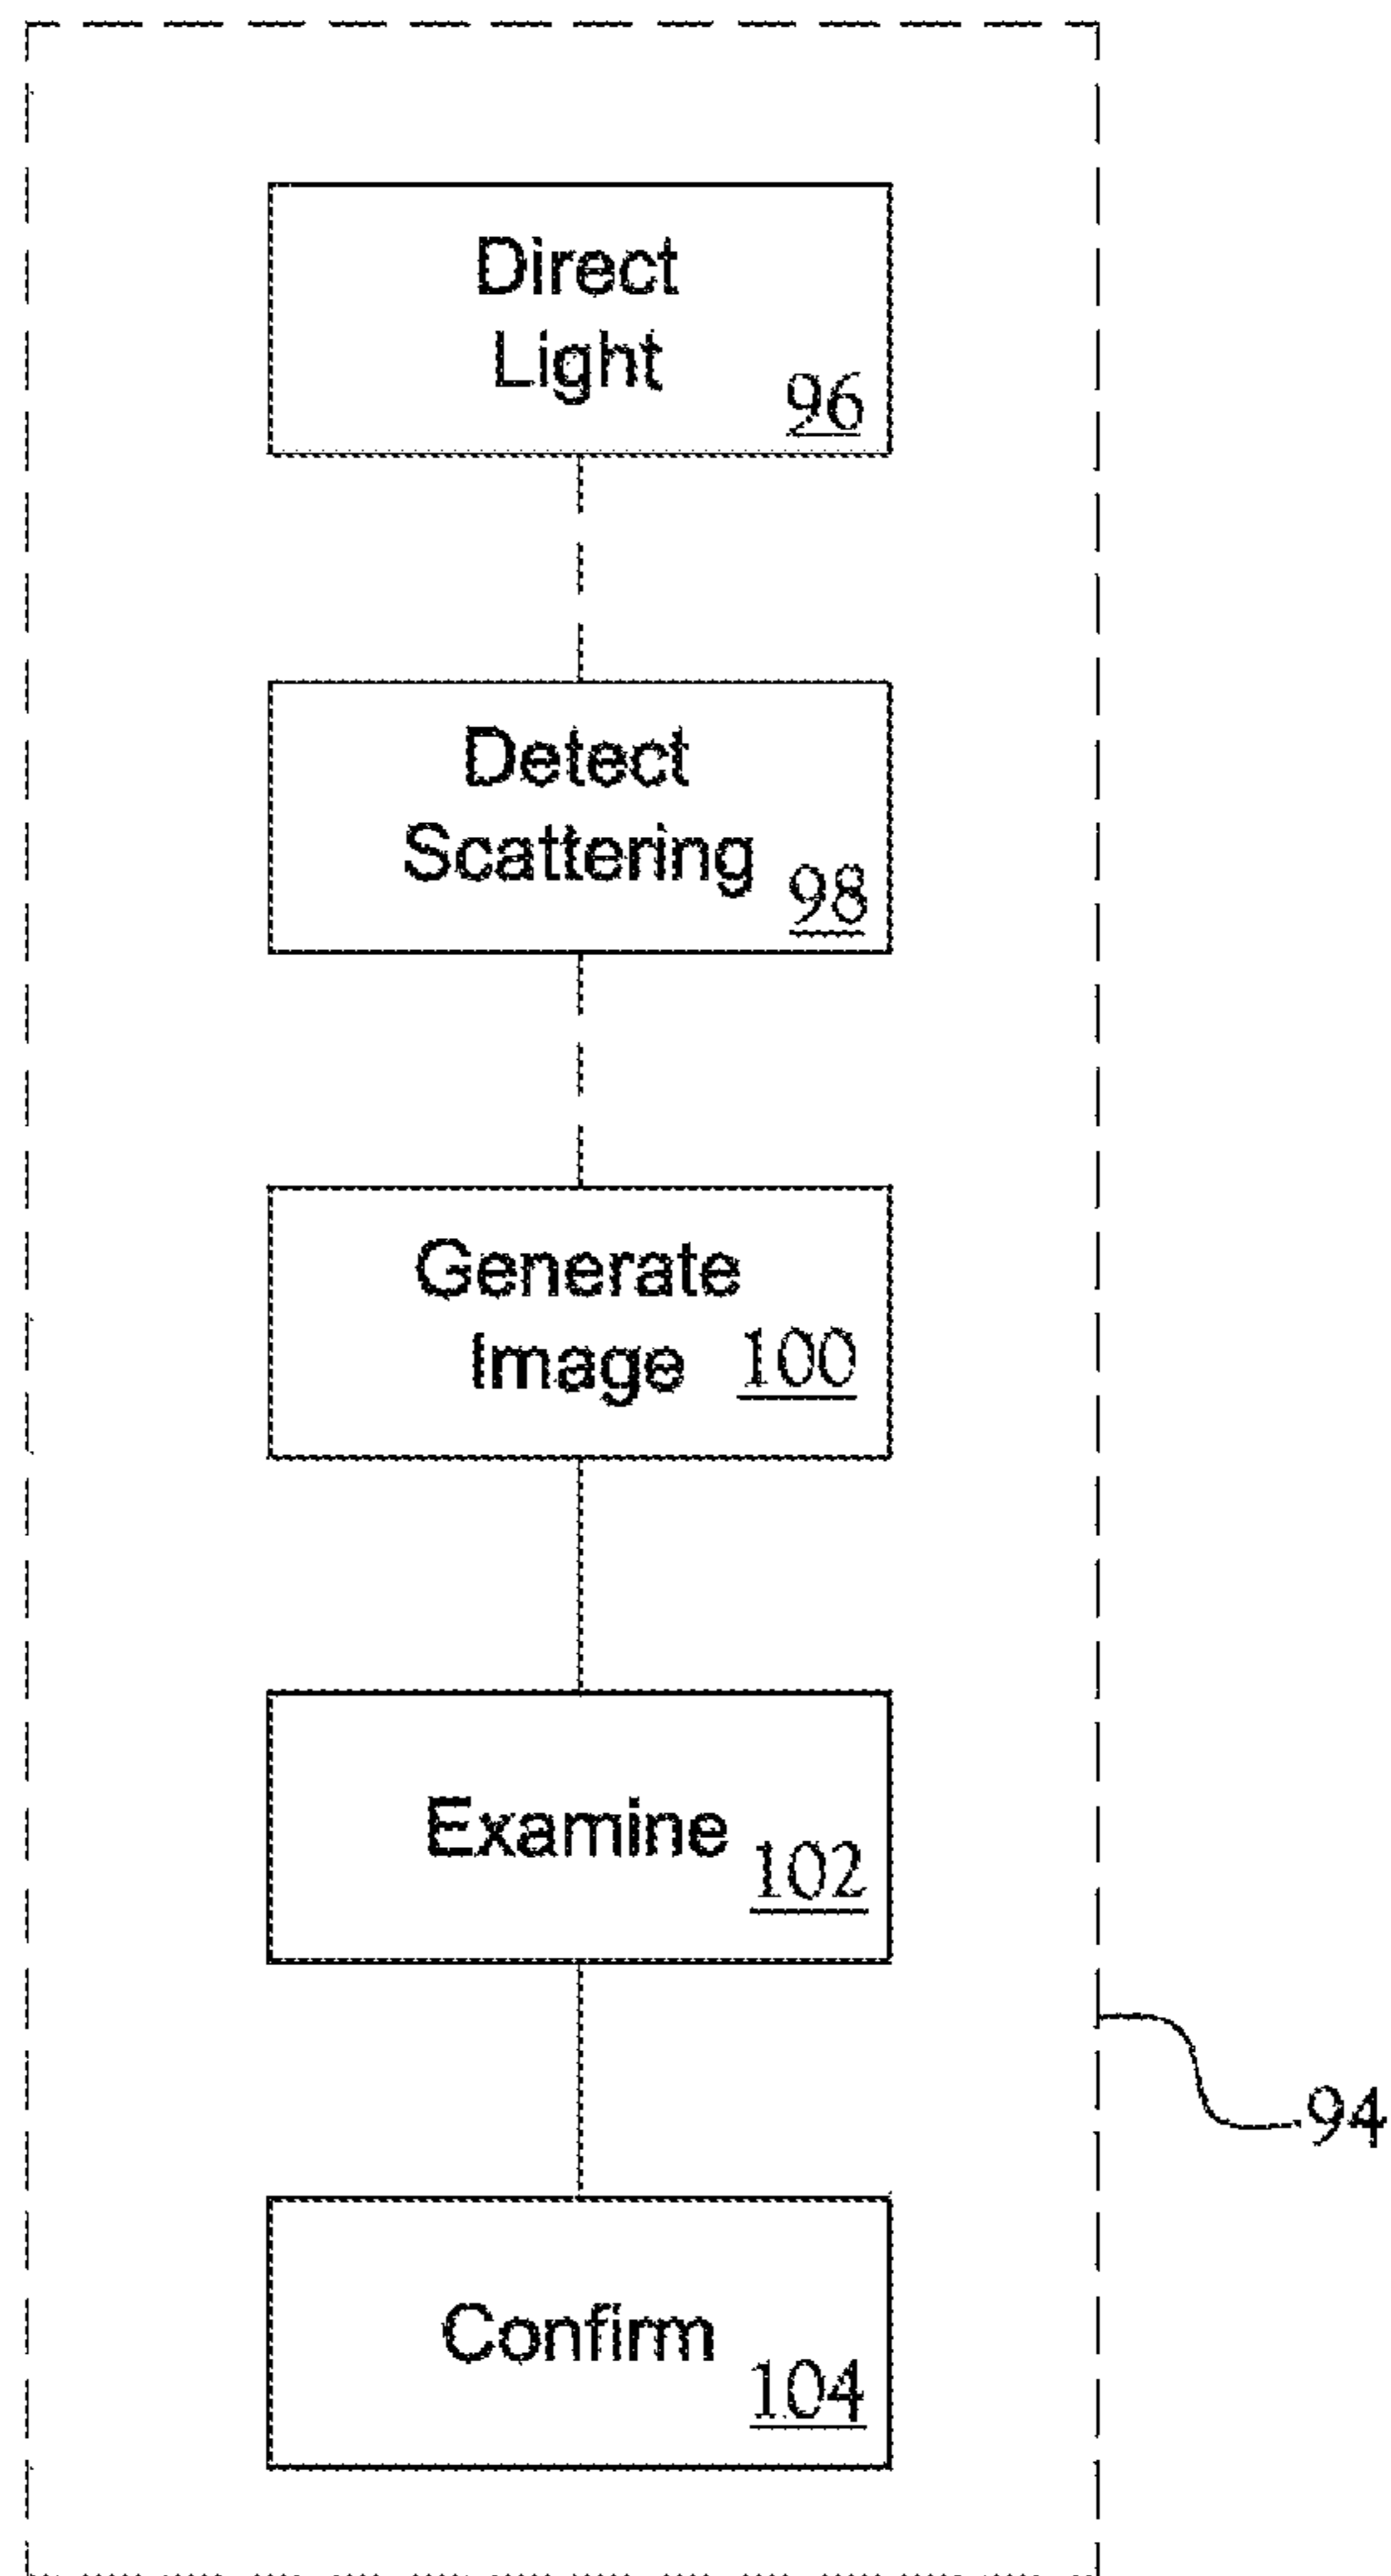 Direct
Light
96
Detect
Scattering
98
Generate
Image 100
Examine
102
94
Confirm
104